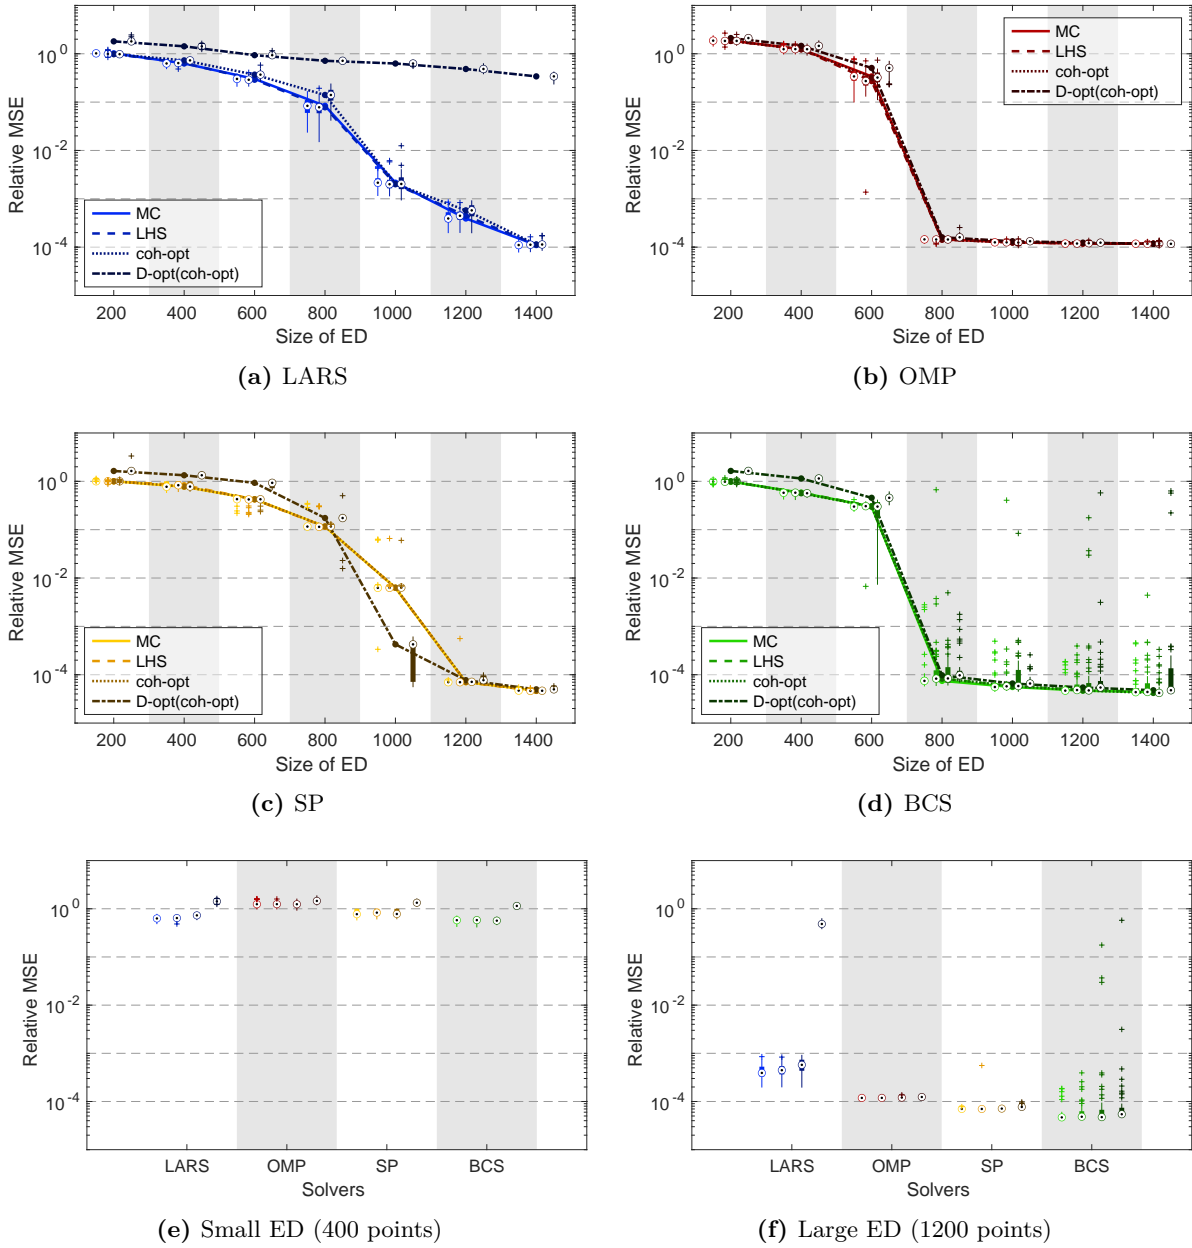 10^0
10^-2
10^-4
Relative MSE
MC
LHS
coh-opt
D-opt(coh-opt)
200 400 600 800 1000 1200 1400
Size of ED
(a) LARS
10^0
10^-2
10^-4
Relative MSE
MC
LHS
coh-opt
D-opt(coh-opt)
200 400 600 800 1000 1200 1400
Size of ED
(b) OMP
10^0
10^-2
10^-4
Relative MSE
MC
LHS
coh-opt
D-opt(coh-opt)
200 400 600 800 1000 1200 1400
Size of ED
(c) SP
10^0
10^-2
10^-4
Relative MSE
MC
LHS
coh-opt
D-opt(coh-opt)
200 400 600 800 1000 1200 1400
Size of ED
(d) BCS
10^0
10^-2
10^-4
Relative MSE
LARS OMP SP BCS
Solvers
(e) Small ED (400 points)
10^0
10^-2
10^-4
Relative MSE
LARS OMP SP BCS
Solvers
(f) Large ED (1200 points)